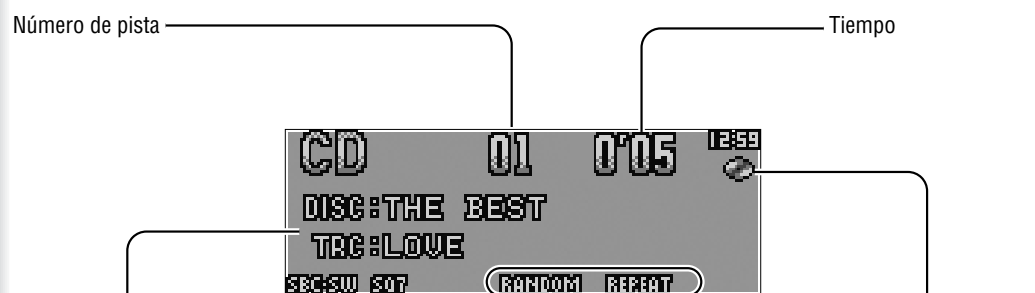 Número de pista
Tiempo
CD 01 0'05 12:59
DISC:THE BEST
TRC:LOVE
SBC:SW SQ7 RANDOM REPEAT